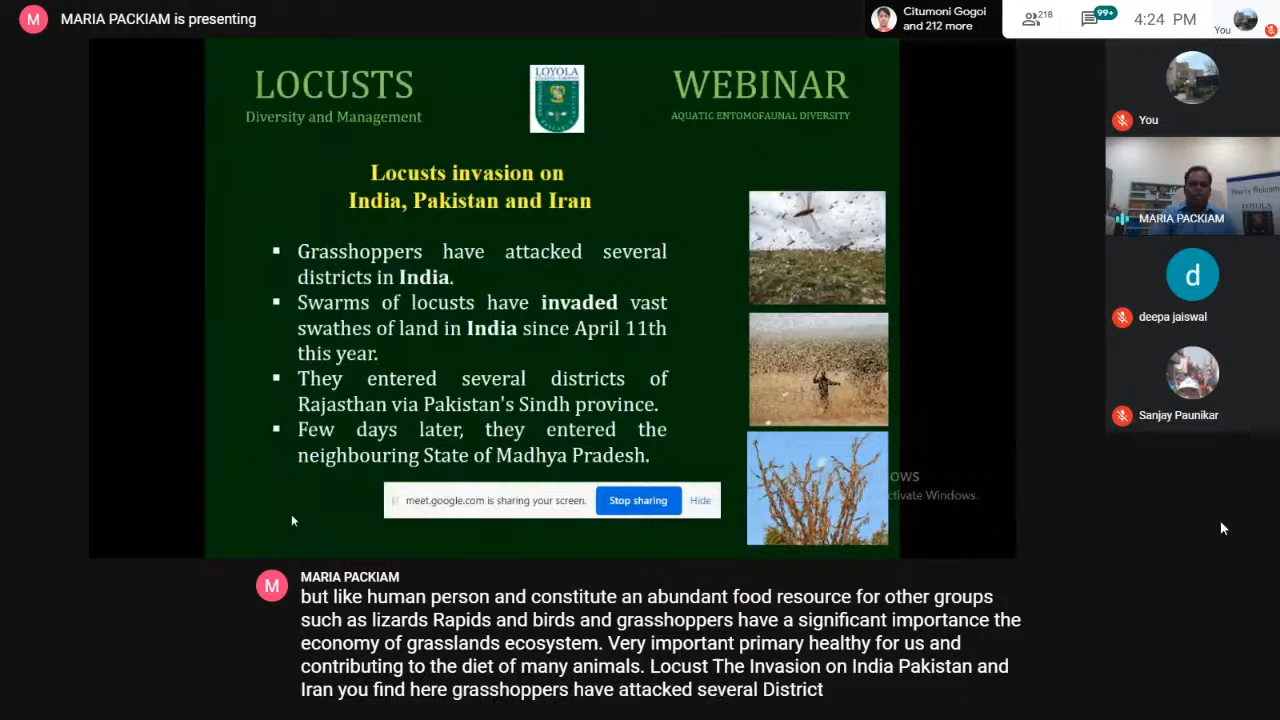 M
MARIA PACKIAM is presenting
Citumoni Gogoi
and 212 more
218
99+
4:24 PM
You
LOCUSTS
Diversity and Management
LOYOLA
WEBINAR
AQUATIC ENTOMOFAUNAL DIVERSITY
Locusts invasion on
India, Pakistan and Iran
▪ Grasshoppers have attacked several
districts in India.
▪ Swarms of locusts have invaded vast
swathes of land in India since April 11th
this year.
▪ They entered several districts of
Rajasthan via Pakistan's Sindh province.
▪ Few days later, they entered the
neighbouring State of Madhya Pradesh.
meet.google.com is sharing your screen. Stop sharing Hide
ows
ctivate Windows.
You
Hearty Welcom
LOYOLA
MARIA PACKIAM
d
deepa jaiswal
Sanjay Paunikar
M
MARIA PACKIAM
but like human person and constitute an abundant food resource for other groups
such as lizards Rapids and birds and grasshoppers have a significant importance the
economy of grasslands ecosystem. Very important primary healthy for us and
contributing to the diet of many animals. Locust The Invasion on India Pakistan and
Iran you find here grasshoppers have attacked several District